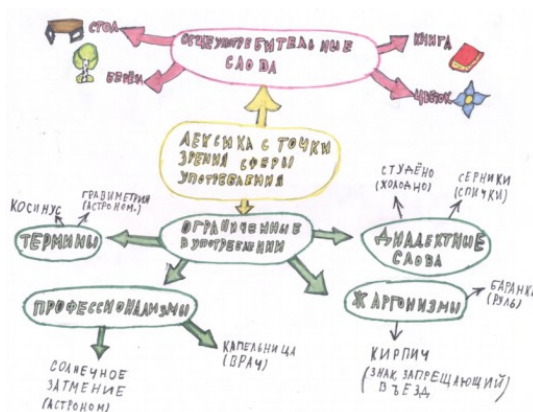 СТОЛ
БЕРЁЗА
ОБЩЕУПОТРЕБИТЕЛЬНЫЕ
СЛОВА
КНИГА
ЦВЕТОК
ЛЕКСИКА С ТОЧКИ
ЗРЕНИЯ СФЕРЫ
УПОТРЕБЛЕНИЯ
СТУДЁНО
(ХОЛОДНО)
СЕРНИКИ
(СПИЧКИ)
КОСИНУС
ГРАВИМЕТРИЯ
(АСТРОНОМ.)
ТЕРМИНЫ
ОГРАНИЧЕННЫЕ
В УПОТРЕБЛЕНИИ
ДИАЛЕКТНЫЕ
СЛОВА
ПРОФЕССИОНАЛИЗМЫ
ЖАРГОНИЗМЫ
БАРАНКА
(РУЛЬ)
СОЛНЕЧНОЕ
ЗАТМЕНИЕ
(АСТРОНОМ)
КАПЕЛЬНИЦА
(ВРАЧ)
КИРПИЧ
(ЗНАК, ЗАПРЕЩАЮЩИЙ)
ВЪЕЗД